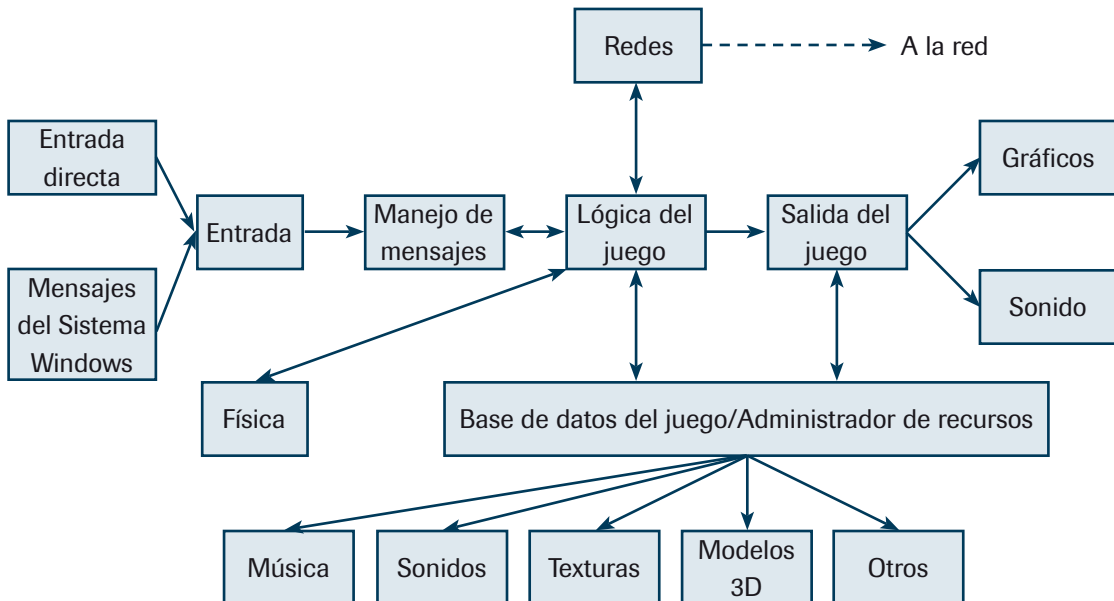 Redes
A la red
Entrada
directa
Gráficos
Entrada
Manejo de
mensajes
Lógica del
juego
Salida del
juego
Mensajes
del Sistema
Windows
Sonido
Física
Base de datos del juego/Administrador de recursos
Música
Sonidos
Texturas
Modelos
3D
Otros